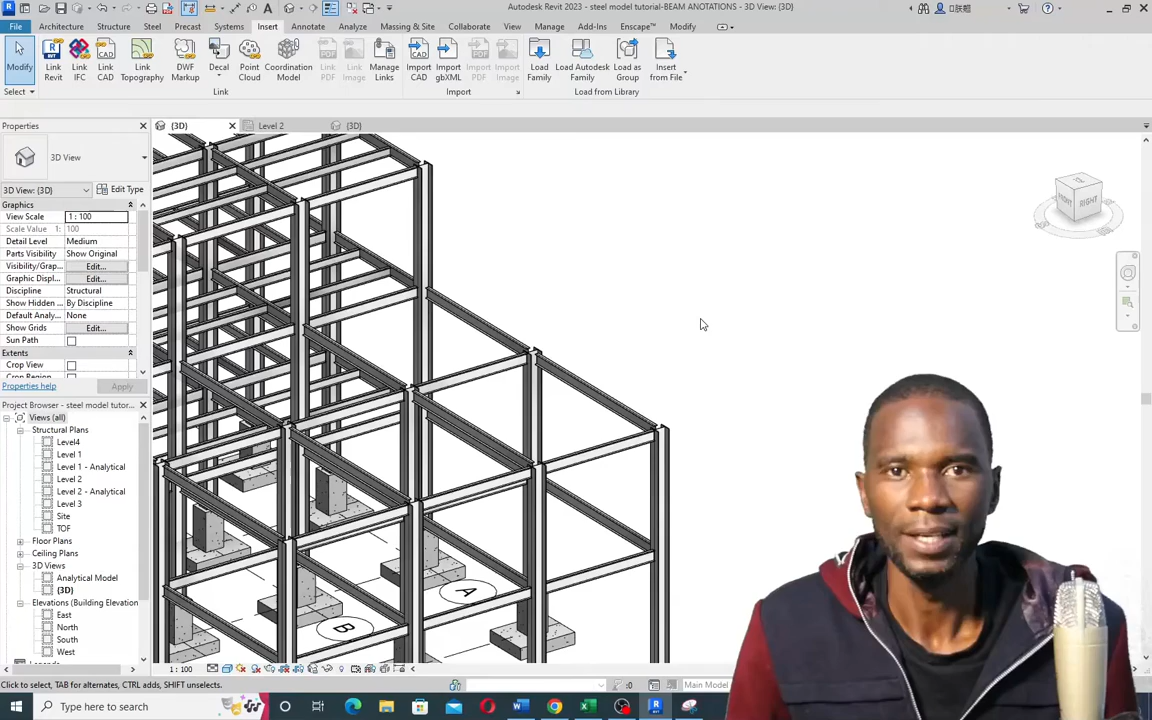 Autodesk Revit 2023 - steel model tutorial-BEAM ANOTATIONS - 3D View: {3D}
File Architecture Structure Steel Precast Systems Insert Annotate Analyze Massing & Site Collaborate View Manage Add-Ins Enscape™ Modify
Modify
Link Revit
Link IFC
Link CAD
Link Topography
DWF Markup
Decal
Point Cloud
Coordination Model
Link PDF
Link Image
Manage Links
Import CAD
Import gbXML
Import PDF
Import Image
Load Family
Load Autodesk Family
Load as Group
Insert from File
Select
Link
Import
Load from Library
Properties
{3D}
Level 2
{3D}
3D View
3D View: {3D}
Edit Type
Graphics
View Scale 1 : 100
Scale Value 1: 100
Detail Level Medium
Parts Visibility Show Original
Visibility/Grap... Edit...
Graphic Displ... Edit...
Discipline Structural
Show Hidden By Discipline
Default Analy... None
Show Grids Edit...
Sun Path
Extents
Crop View
Properties help Apply
Project Browser - steel model tutor...
Views (all)
Structural Plans
Level4
Level 1
Level 1 - Analytical
Level 2
Level 2 - Analytical
Level 3
Site
TOF
Floor Plans
Ceiling Plans
3D Views
Analytical Model
{3D}
Elevations (Building Elevation
East
North
South
West
TOP
FRONT
RIGHT
A
B
1 : 100
Click to select, TAB for alternates, CTRL adds, SHIFT unselects.
:0
Main Model
Type here to search